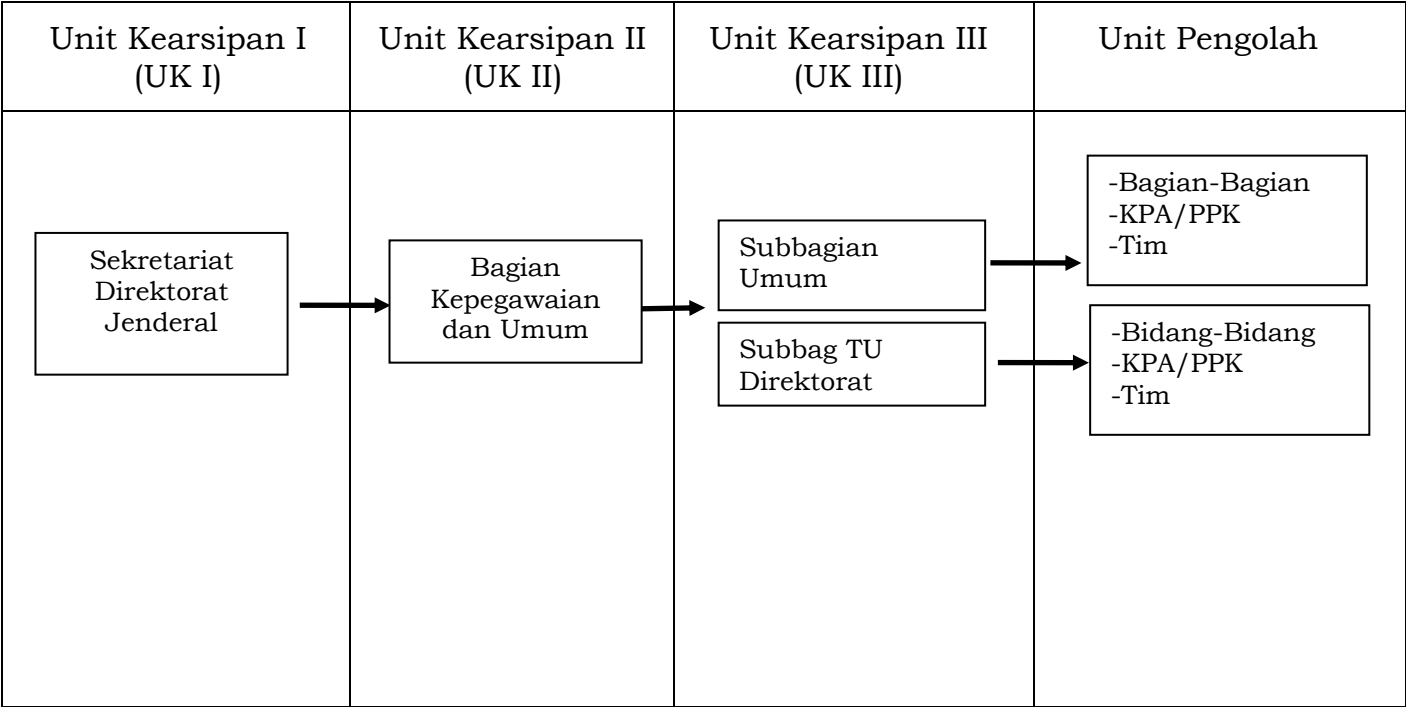 Unit Kearsipan I
(UK I)
Unit Kearsipan II
(UK II)
Unit Kearsipan III
(UK III)
Unit Pengolah
Sekretariat
Direktorat
Jenderal
Bagian
Kepegawaian
dan Umum
Subbagian
Umum
Subbag TU
Direktorat
-Bagian-Bagian
-KPA/PPK
-Tim
-Bidang-Bidang
-KPA/PPK
-Tim